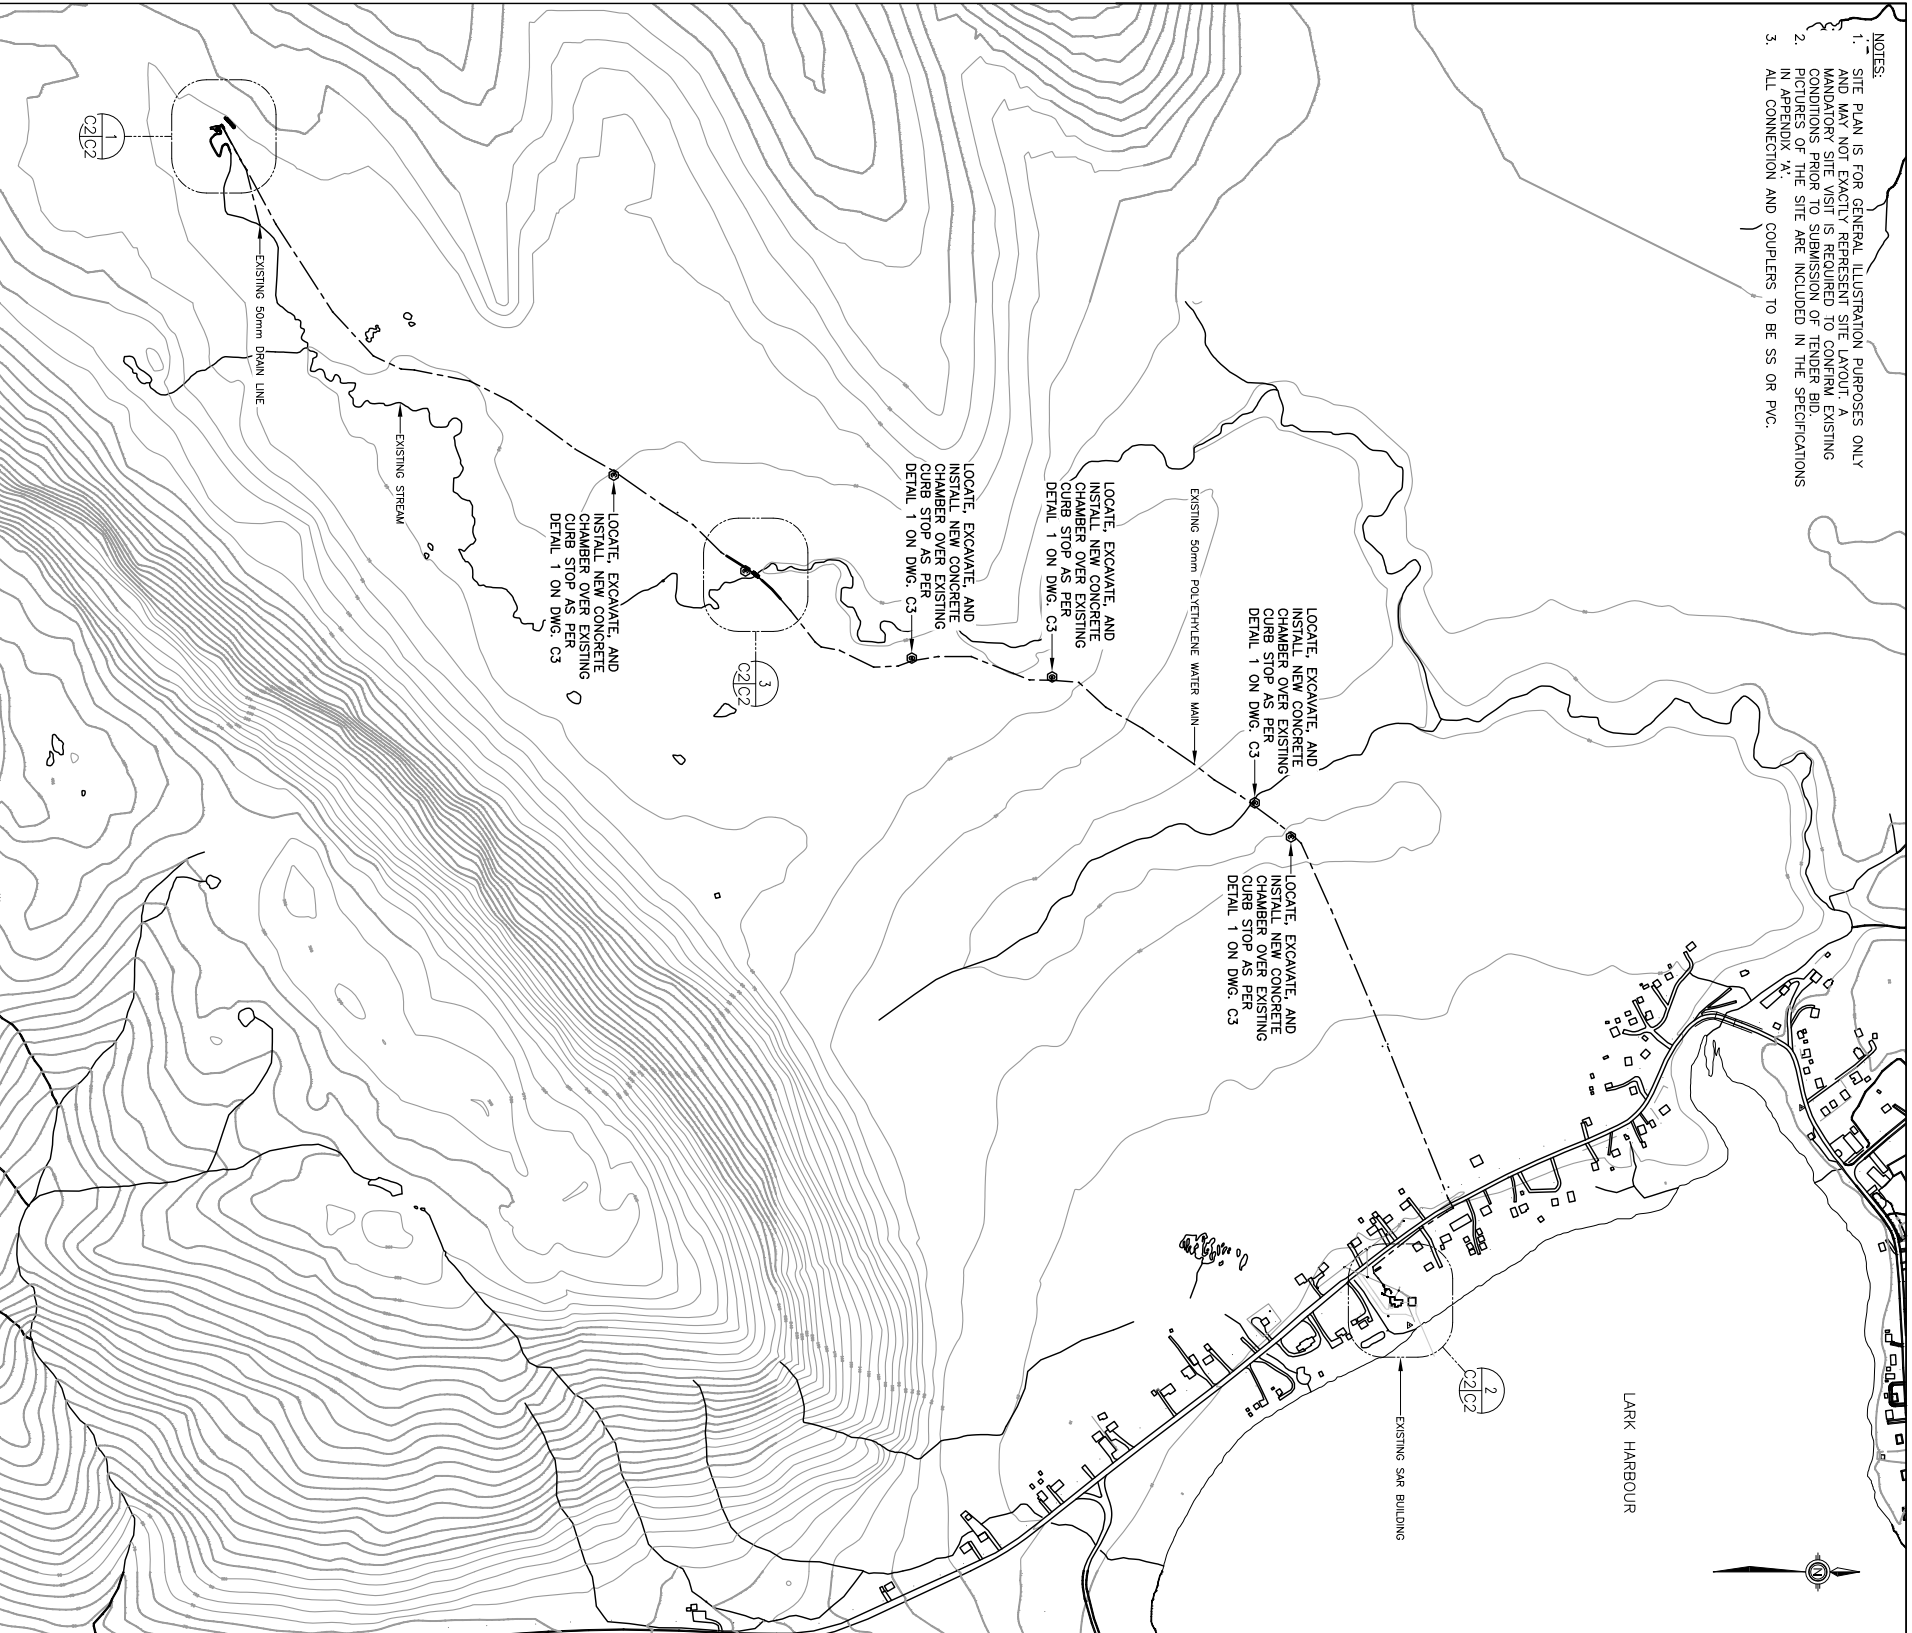 NOTES:
1. SITE PLAN IS FOR GENERAL ILLUSTRATION PURPOSES ONLY
AND MAY NOT EXACTLY REPRESENT SITE LAYOUT. A
MANDATORY SITE VISIT IS REQUIRED TO CONFIRM EXISTING
CONDITIONS PRIOR TO SUBMISSION OF TENDER BID.
2. PICTURES OF THE SITE ARE INCLUDED IN THE SPECIFICATIONS
IN APPENDIX 'A'.
3. ALL CONNECTION AND COUPLERS TO BE SS OR PVC.
LARK HARBOUR
N
2
C2 C2
EXISTING SAR BUILDING
LOCATE, EXCAVATE, AND
INSTALL NEW CONCRETE
CHAMBER OVER EXISTING
CURB STOP AS PER
DETAIL 1 ON DWG. C3
LOCATE, EXCAVATE, AND
INSTALL NEW CONCRETE
CHAMBER OVER EXISTING
CURB STOP AS PER
DETAIL 1 ON DWG. C3
EXISTING 50mm POLYETHYLENE WATER MAIN
LOCATE, EXCAVATE, AND
INSTALL NEW CONCRETE
CHAMBER OVER EXISTING
CURB STOP AS PER
DETAIL 1 ON DWG. C3
LOCATE, EXCAVATE, AND
INSTALL NEW CONCRETE
CHAMBER OVER EXISTING
CURB STOP AS PER
DETAIL 1 ON DWG. C3
3
C2 C2
LOCATE, EXCAVATE, AND
INSTALL NEW CONCRETE
CHAMBER OVER EXISTING
CURB STOP AS PER
DETAIL 1 ON DWG. C3
EXISTING STREAM
EXISTING 50mm DRAIN LINE
1
C2 C2